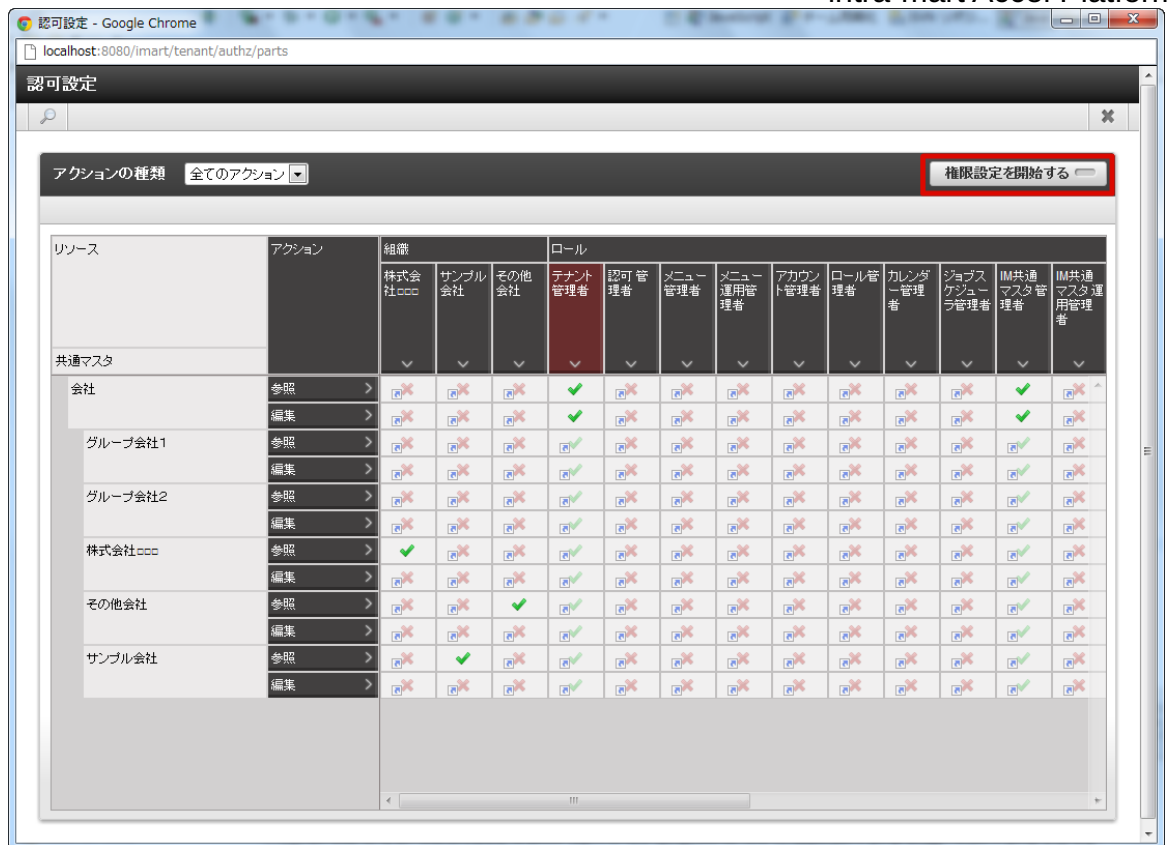 認可設定 - Google Chrome
localhost:8080/imart/tenant/authz/parts
認可設定
アクションの種類 全てのアクション 権限設定を開始する
リソース アクション 組織 ロール
株式会社□□□ サンプル会社 その他会社 テナント管理者 認可管理者 メニュー管理者 メニュー運用管理者 アカウント管理者 ロール管理者 カレンダー管理者 ジョブスケジューラ管理者 IM共通マスタ管理者 IM共通マスタ運用管理者
共通マスタ
会社 参照
編集
グループ会社1 参照
編集
グループ会社2 参照
編集
株式会社□□□ 参照
編集
その他会社 参照
編集
サンプル会社 参照
編集